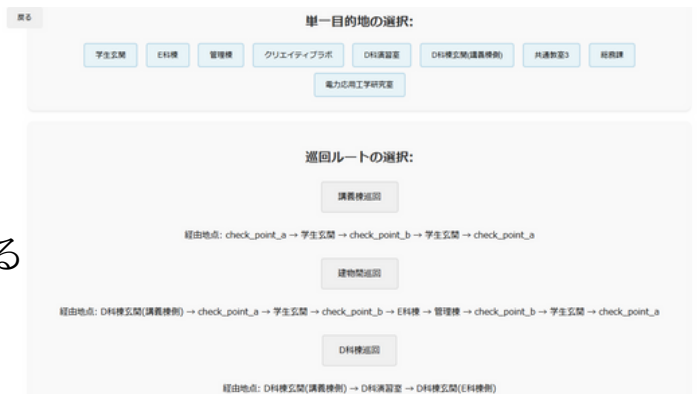 戻る
単一目的地の選択:
学生玄関 E科棟 管理棟 クリエイティブラボ D科演習室 D科棟玄関(講義棟側) 共通教室3 総務課
電力応用工学研究室
巡回ルートの選択:
講義棟巡回
経由地点: check_point_a → 学生玄関 → check_point_b → 学生玄関 → check_point_a
る
建物間巡回
経由地点: D科棟玄関(講義棟側) → check_point_a → 学生玄関 → check_point_b → E科棟 → 管理棟 → check_point_b → 学生玄関 → check_point_a
D科棟巡回
経由地点: D科棟玄関(講義棟側) → D科演習室 → D科棟玄関(E科棟側)